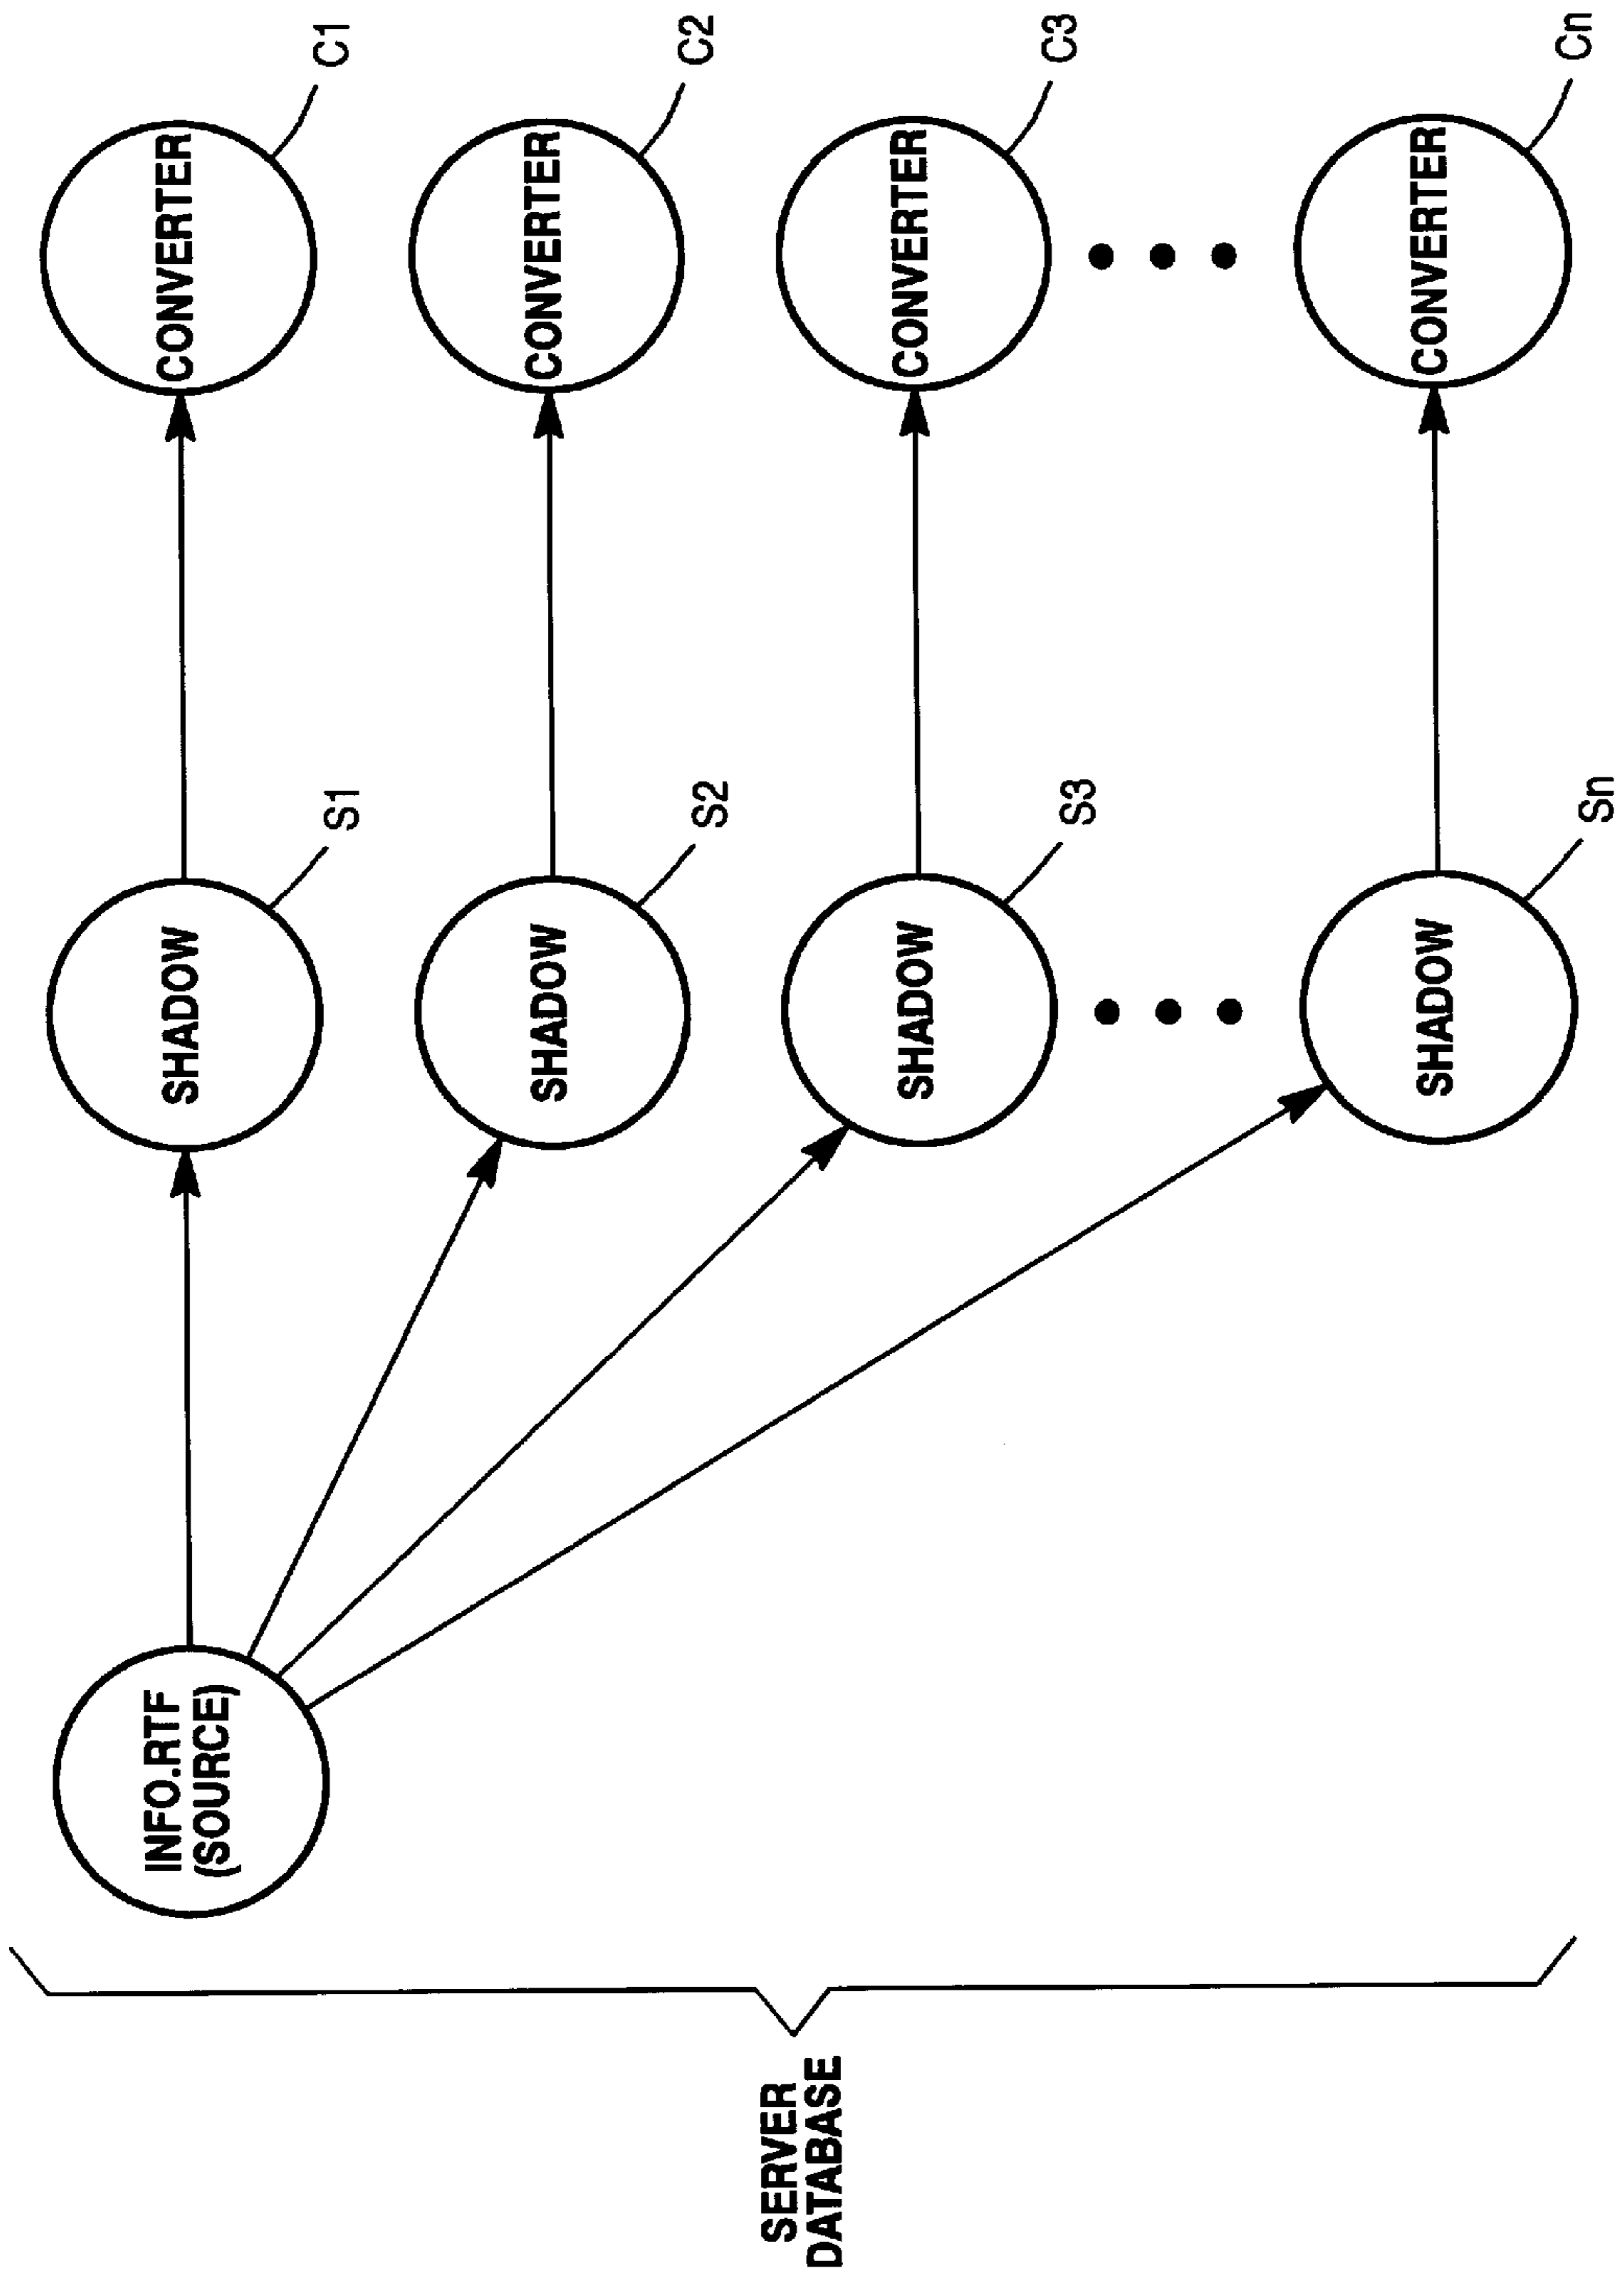 SERVER
DATABASE
INFO.RTF
(SOURCE)
SHADOW
S1
CONVERTER
C1
SHADOW
S2
CONVERTER
C2
SHADOW
S3
CONVERTER
C3
SHADOW
Sn
CONVERTER
Cn